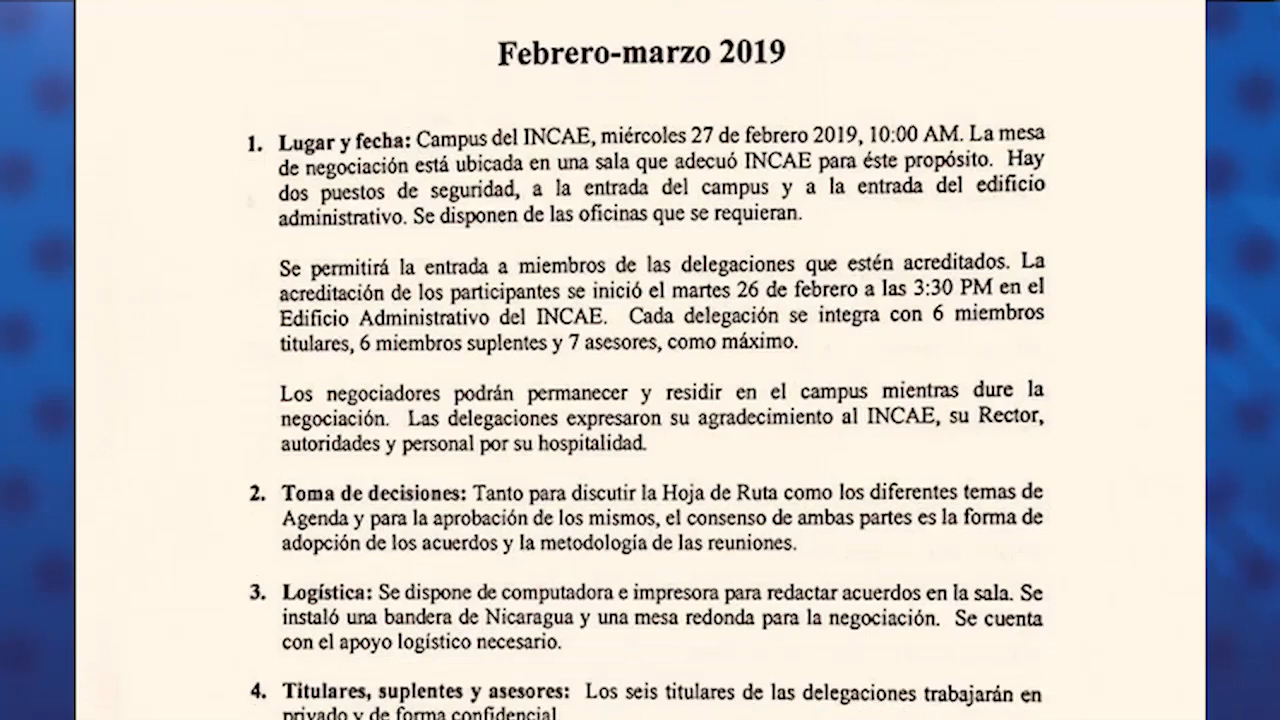 Febrero-marzo 2019
1. Lugar y fecha: Campus del INCAE, miércoles 27 de febrero 2019, 10:00 AM. La mesa
de negociación está ubicada en una sala que adecuó INCAE para éste propósito. Hay
dos puestos de seguridad, a la entrada del campus y a la entrada del edificio
administrativo. Se disponen de las oficinas que se requieran.
Se permitirá la entrada a miembros de las delegaciones que estén acreditados. La
acreditación de los participantes se inició el martes 26 de febrero a las 3:30 PM en el
Edificio Administrativo del INCAE. Cada delegación se integra con 6 miembros
titulares, 6 miembros suplentes y 7 asesores, como máximo.
Los negociadores podrán permanecer y residir en el campus mientras dure la
negociación. Las delegaciones expresaron su agradecimiento al INCAE, su Rector,
autoridades y personal por su hospitalidad.
2. Toma de decisiones: Tanto para discutir la Hoja de Ruta como los diferentes temas de
Agenda y para la aprobación de los mismos, el consenso de ambas partes es la forma de
adopción de los acuerdos y la metodología de las reuniones.
3. Logística: Se dispone de computadora e impresora para redactar acuerdos en la sala. Se
instaló una bandera de Nicaragua y una mesa redonda para la negociación. Se cuenta
con el apoyo logístico necesario.
4. Titulares, suplentes y asesores: Los seis titulares de las delegaciones trabajarán en
privado y de forma confidencial